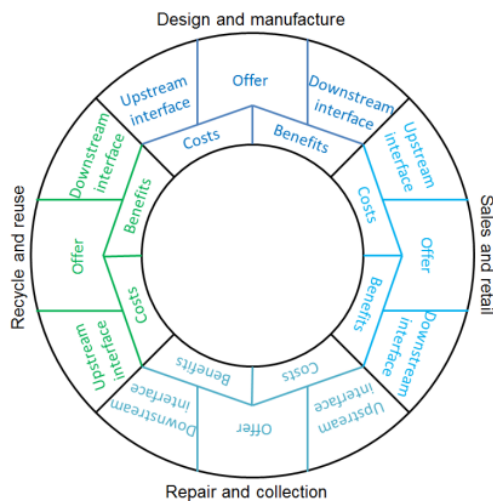 Design and manufacture
Upstream
interface
Offer
Downstream
interface
Costs
Benefits
Sales and retail
Upstream
interface
Offer
Downstream
interface
Costs
Benefits
Repair and collection
Upstream
interface
Offer
Downstream
interface
Costs
Benefits
Recycle and reuse
Upstream
interface
Offer
Downstream
interface
Costs
Benefits